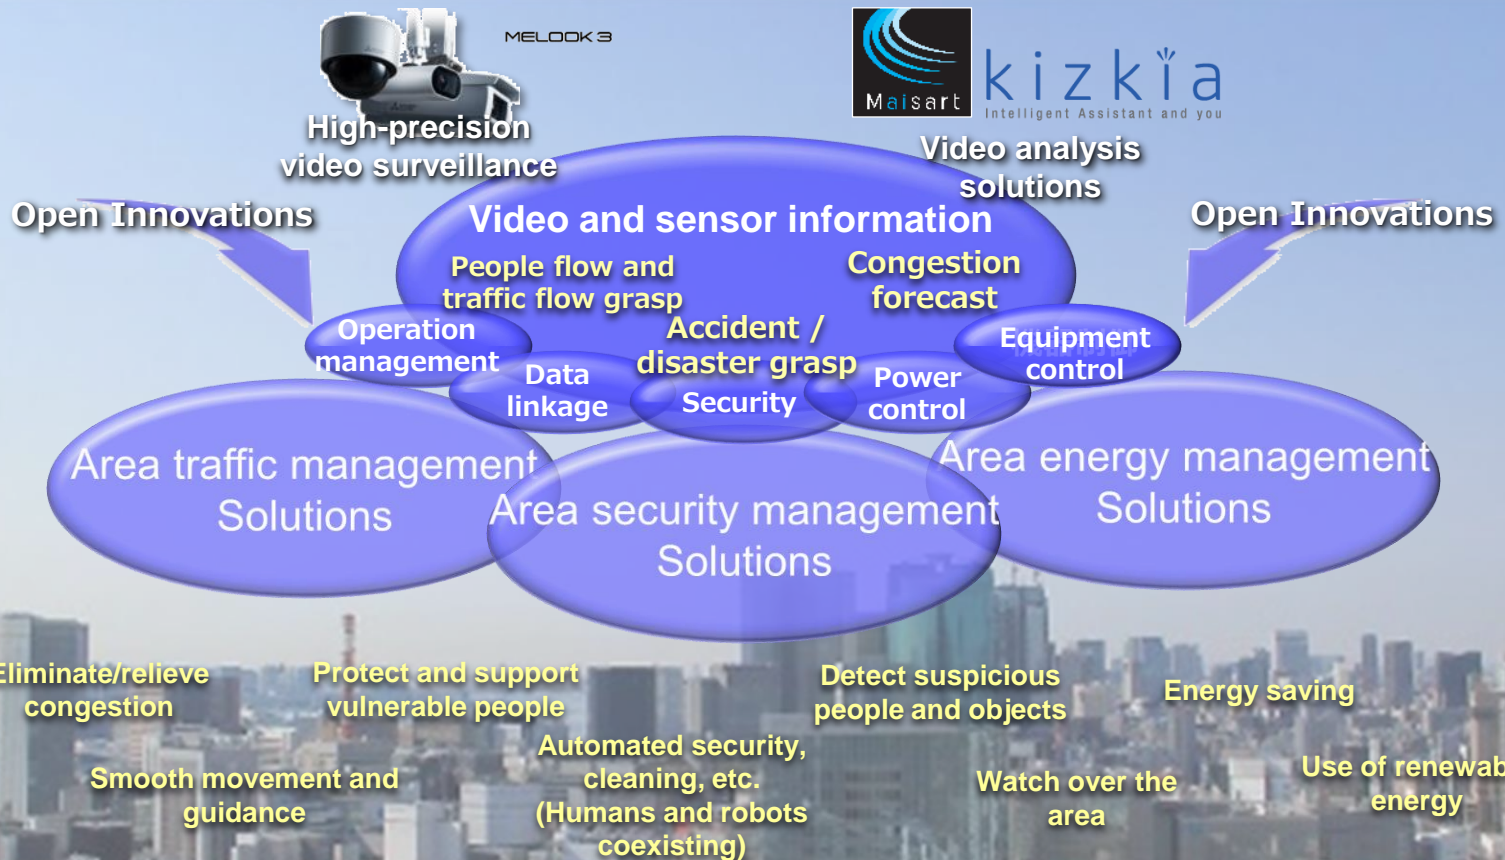 MELOOK 3
Maisart
kizkia
Intelligent Assistant and you
High-precision
video surveillance
Video analysis
solutions
Open Innovations
Open Innovations
Video and sensor information
People flow and
traffic flow grasp
Congestion
forecast
Accident /
disaster grasp
Operation
management
Data
linkage
Security
Power
control
Equipment
control
Area traffic management
Solutions
Area security management
Solutions
Area energy management
Solutions
Eliminate/relieve
congestion
Protect and support
vulnerable people
Detect suspicious
people and objects
Energy saving
Smooth movement and
guidance
Automated security,
cleaning, etc.
(Humans and robots
coexisting)
Watch over the
area
Use of renewab
energy